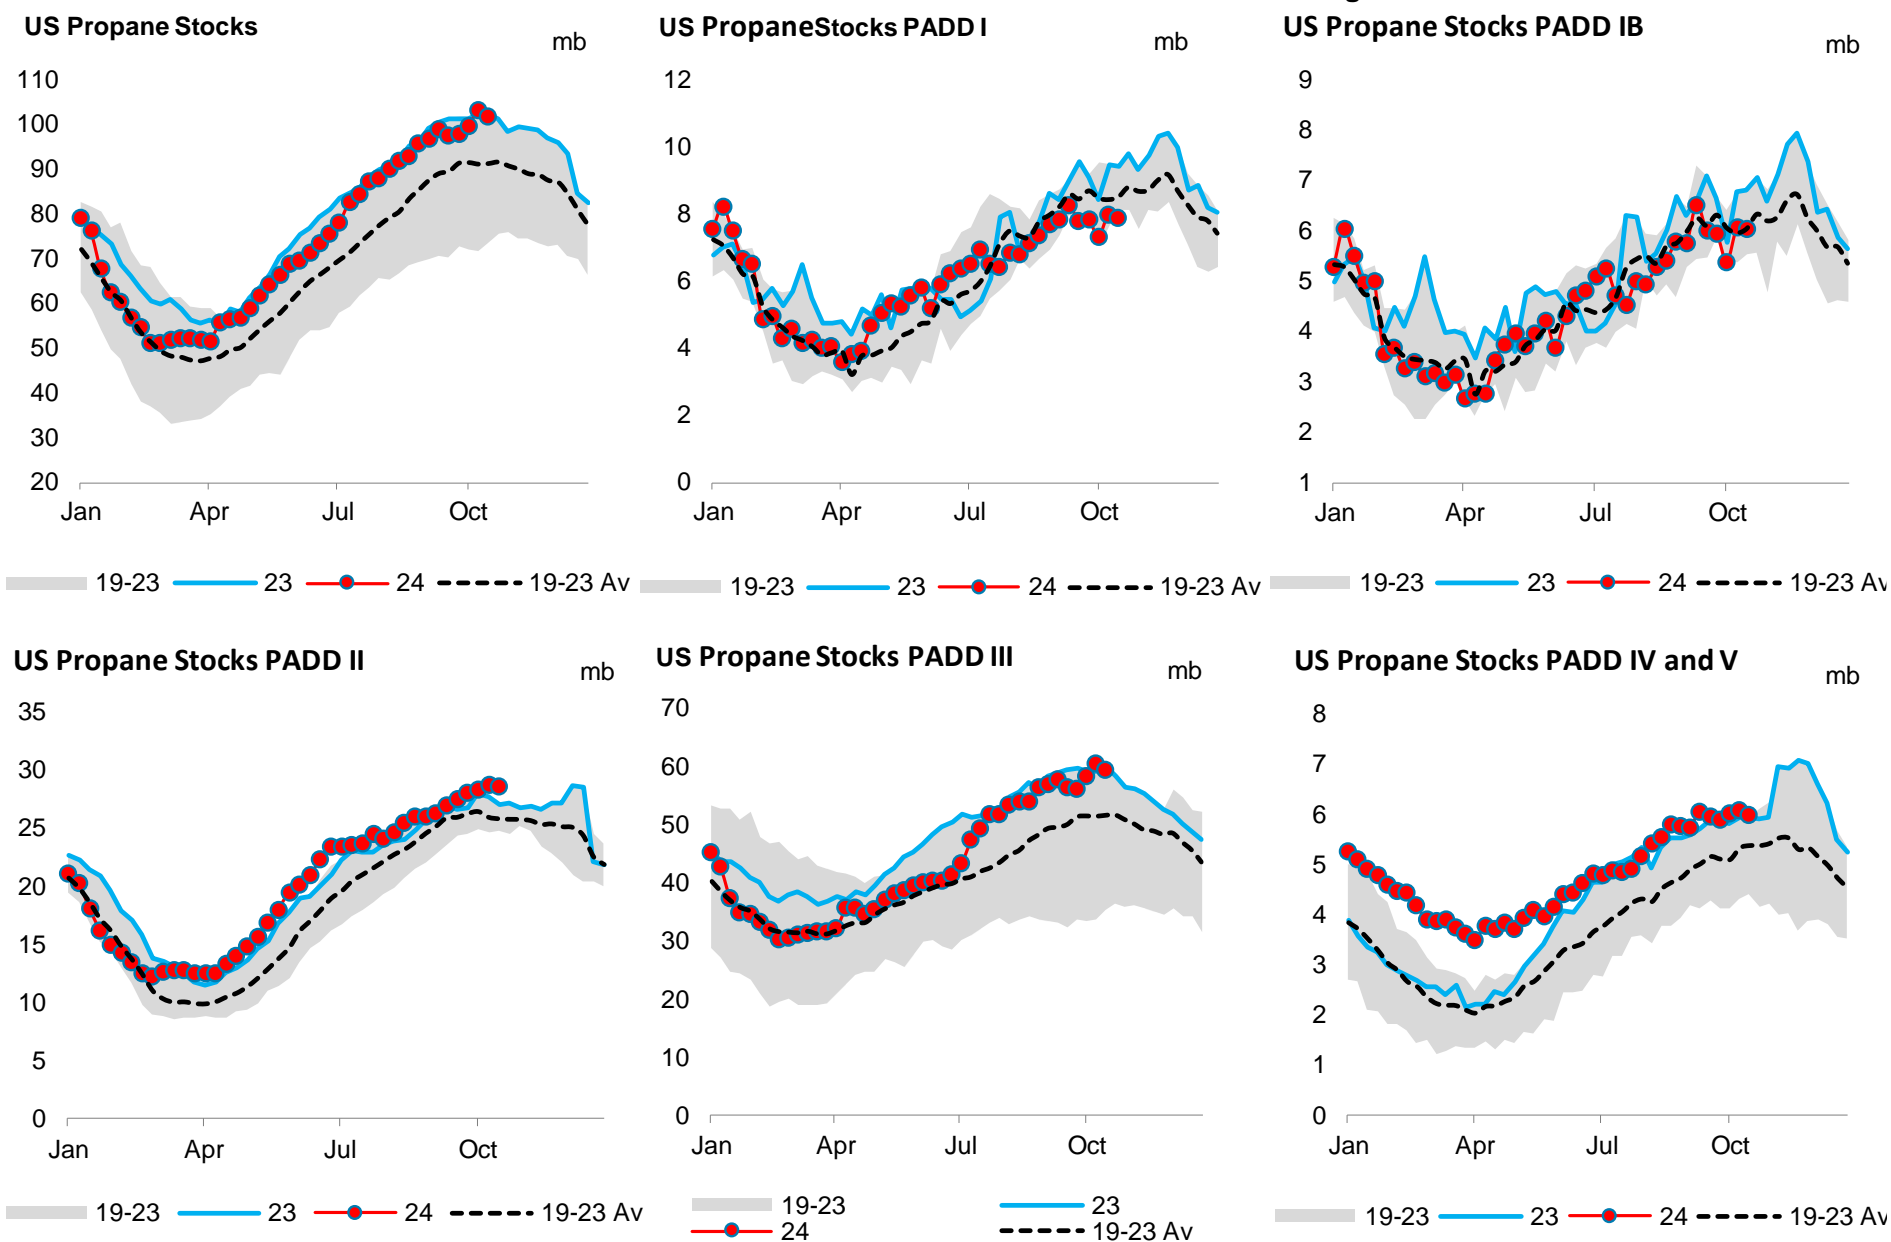 US Propane Stocks
mb
110
100
90
80
70
60
50
40
30
20
Jan Apr Jul Oct
19-23 23 24 19-23 Av
US PropaneStocks PADD I
mb
12
10
8
6
4
2
0
Jan Apr Jul Oct
19-23 23 24 19-23 Av
US Propane Stocks PADD IB
mb
9
8
7
6
5
4
3
2
1
Jan Apr Jul Oct
19-23 23 24 19-23 Av
US Propane Stocks PADD II
mb
35
30
25
20
15
10
5
0
Jan Apr Jul Oct
19-23 23 24 19-23 Av
US Propane Stocks PADD III
mb
70
60
50
40
30
20
10
0
Jan Apr Jul Oct
19-23 23
24 19-23 Av
US Propane Stocks PADD IV and V
mb
8
7
6
5
4
3
2
1
0
Jan Apr Jul Oct
19-23 23 24 19-23 Av